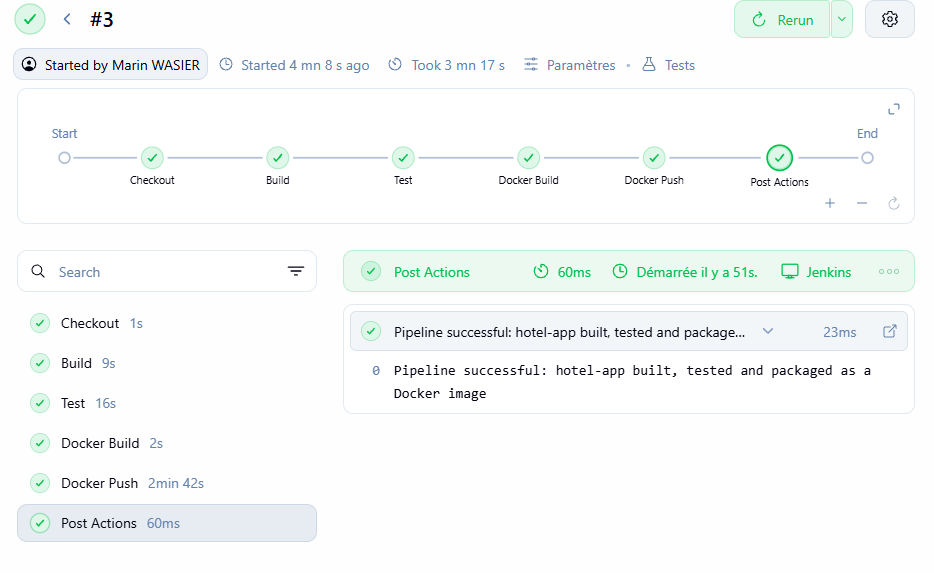 #3
Rerun
Started by Marin WASIER
Started 4 mn 8 s ago
Took 3 mn 17 s
Paramètres
Tests
Start
End
Checkout
Build
Test
Docker Build
Docker Push
Post Actions
Search
Post Actions
60ms
Démarrée il y a 51s.
Jenkins
Checkout 1s
Build 9s
Test 16s
Docker Build 2s
Docker Push 2min 42s
Post Actions 60ms
Pipeline successful: hotel-app built, tested and package...
23ms
0 Pipeline successful: hotel-app built, tested and packaged as a
Docker image